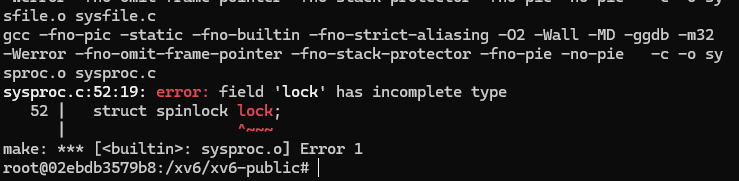 sfile.o sysfile.c
gcc -fno-pic -static -fno-builtin -fno-strict-aliasing -O2 -Wall -MD -ggdb -m32
-Werror -fno-omit-frame-pointer -fno-stack-protector -fno-pie -no-pie   -c -o sy
sproc.o sysproc.c
sysproc.c:52:19: error: field 'lock' has incomplete type
   52 |   struct spinlock lock;
      |                   ^~~~
make: *** [<builtin>: sysproc.o] Error 1
root@02ebdb3579b8:/xv6/xv6-public#